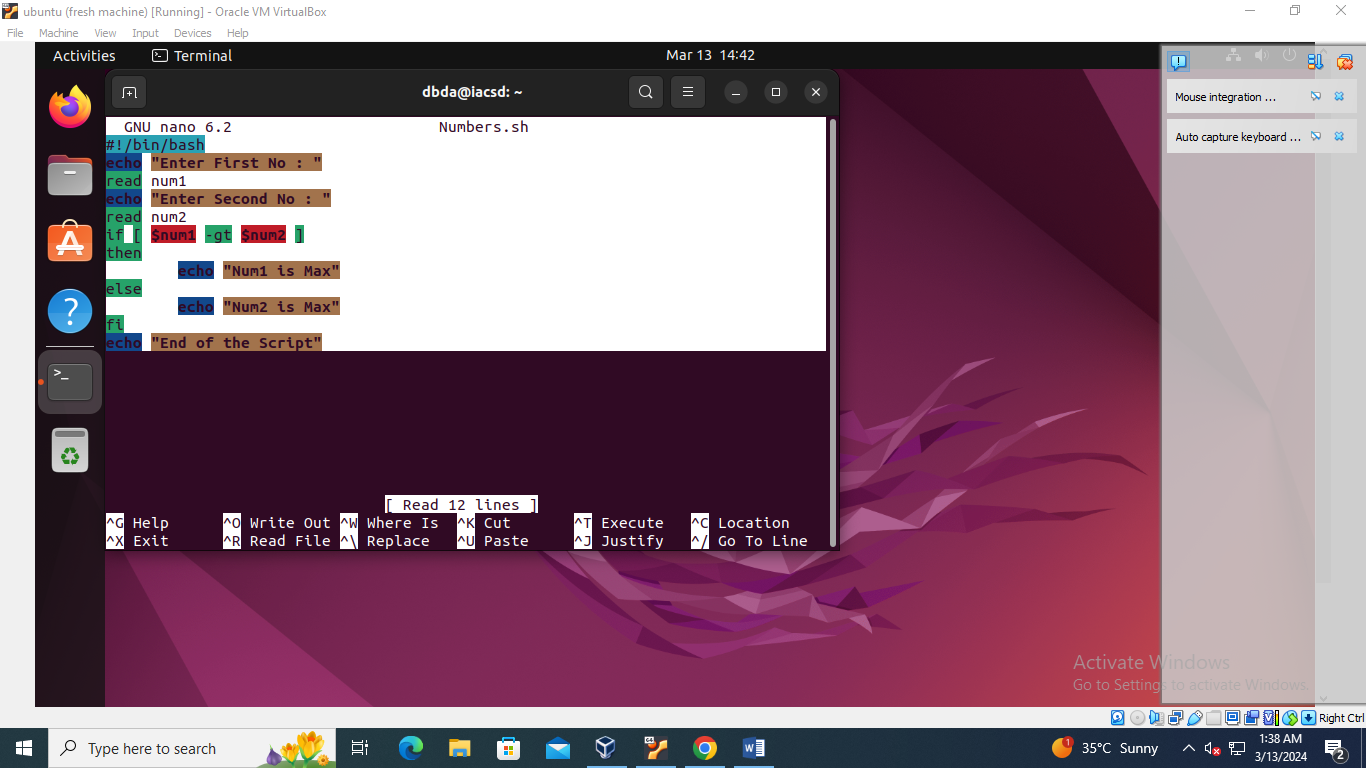 ubuntu (fresh machine) [Running] - Oracle VM VirtualBox
File Machine View Input Devices Help
Activities Terminal Mar 13 14:42
dbda@iacsd: ~
GNU nano 6.2 Numbers.sh
#!/bin/bash
echo "Enter First No : "
read num1
echo "Enter Second No : "
read num2
if [ $num1 -gt $num2 ]
then
echo "Num1 is Max"
else
echo "Num2 is Max"
fi
echo "End of the Script"
[ Read 12 lines ]
^G Help ^O Write Out ^W Where Is ^K Cut ^T Execute ^C Location
^X Exit ^R Read File ^\ Replace ^U Paste ^J Justify ^/ Go To Line
Mouse integration ...
Auto capture keyboard ...
Activate Windows
Go to Settings to activate Windows.
Right Ctrl
Type here to search
35°C Sunny
1:38 AM
3/13/2024
2